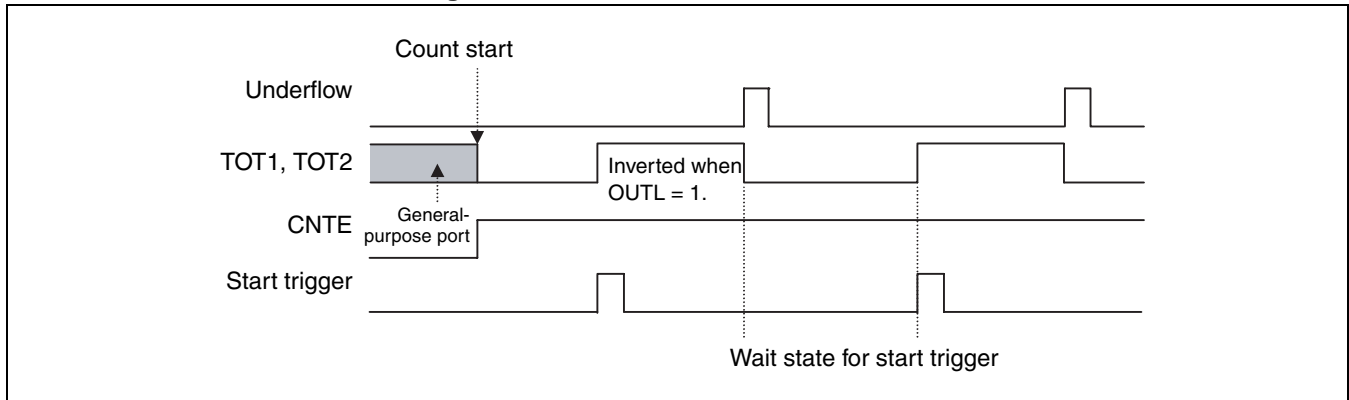 Count start
Underflow
TOT1, TOT2
Inverted when
OUTL = 1.
General-
purpose port
CNTE
Start trigger
Wait state for start trigger